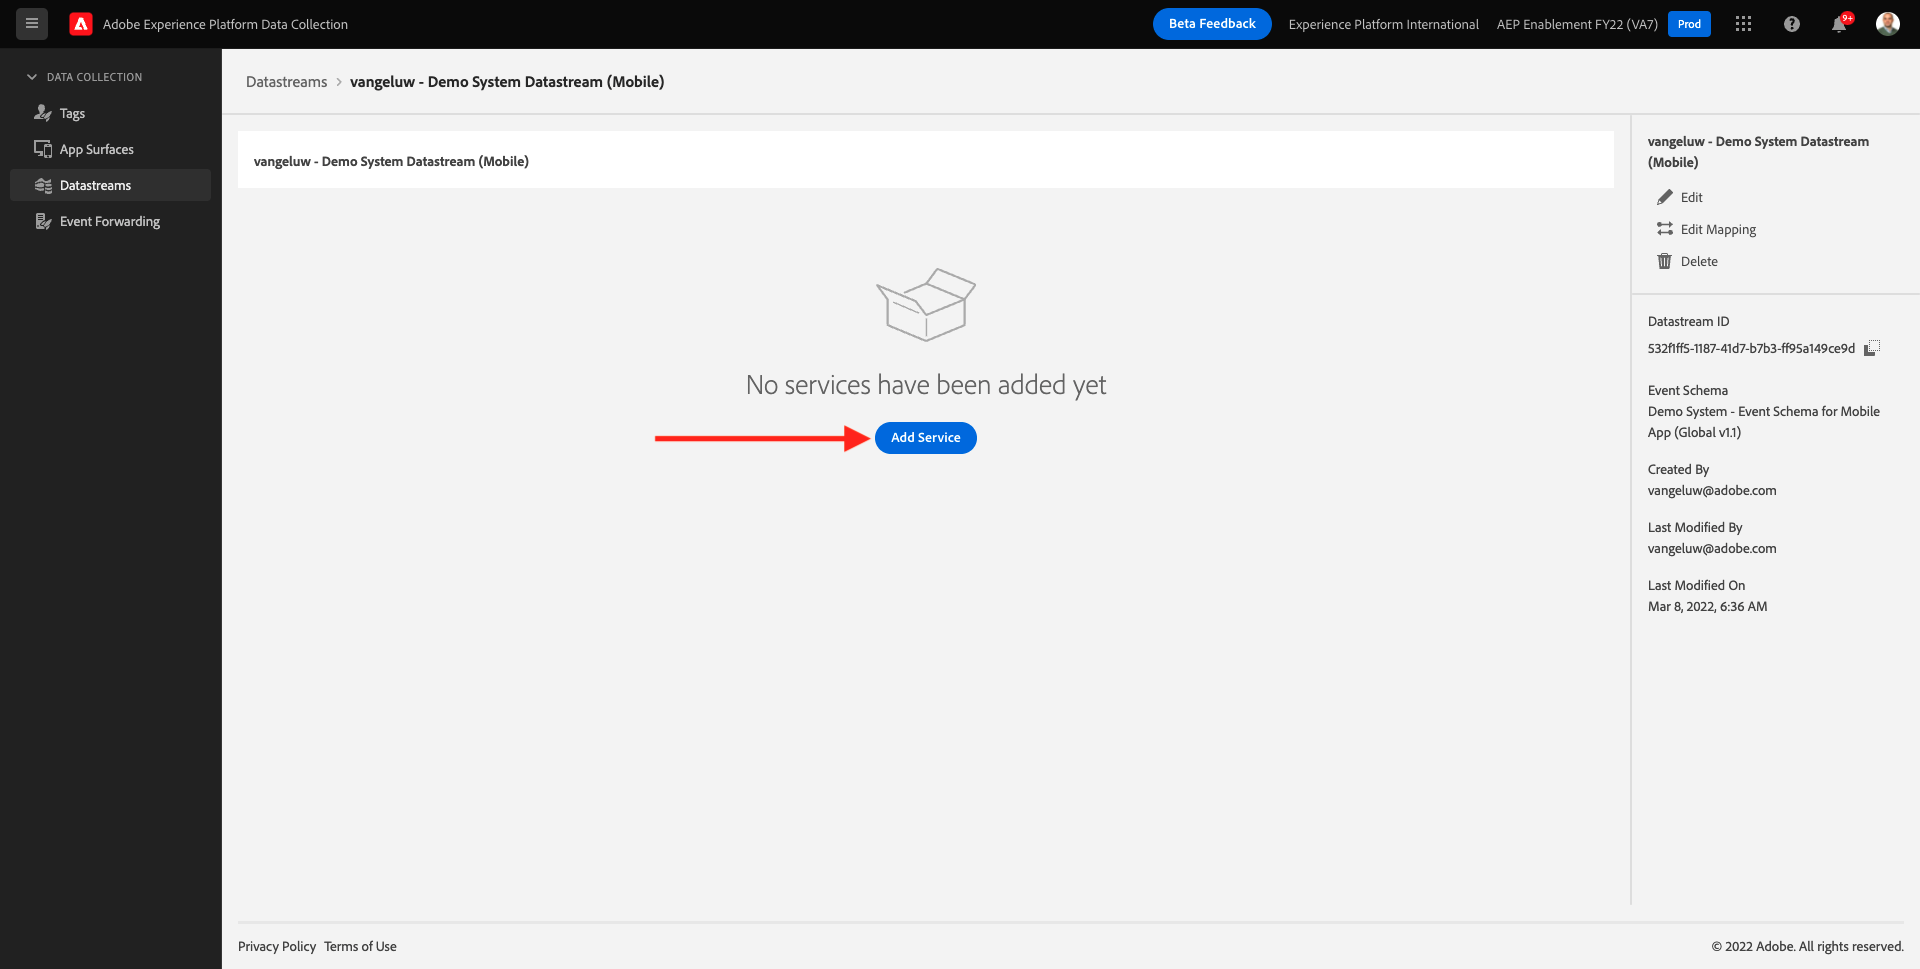 Adobe Experience Platform Data Collection
Beta Feedback
Experience Platform International
AEP Enablement FY22 (VA7)
Prod
9+
DATA COLLECTION
Tags
App Surfaces
Datastreams
Event Forwarding
Datastreams > vangeluw - Demo System Datastream (Mobile)
vangeluw - Demo System Datastream (Mobile)
No services have been added yet
Add Service
vangeluw - Demo System Datastream
(Mobile)
Edit
Edit Mapping
Delete
Datastream ID
532f1ff5-1187-41d7-b7b3-ff95a149ce9d
Event Schema
Demo System - Event Schema for Mobile
App (Global v1.1)
Created By
vangeluw@adobe.com
Last Modified By
vangeluw@adobe.com
Last Modified On
Mar 8, 2022, 6:36 AM
Privacy Policy Terms of Use
© 2022 Adobe. All rights reserved.